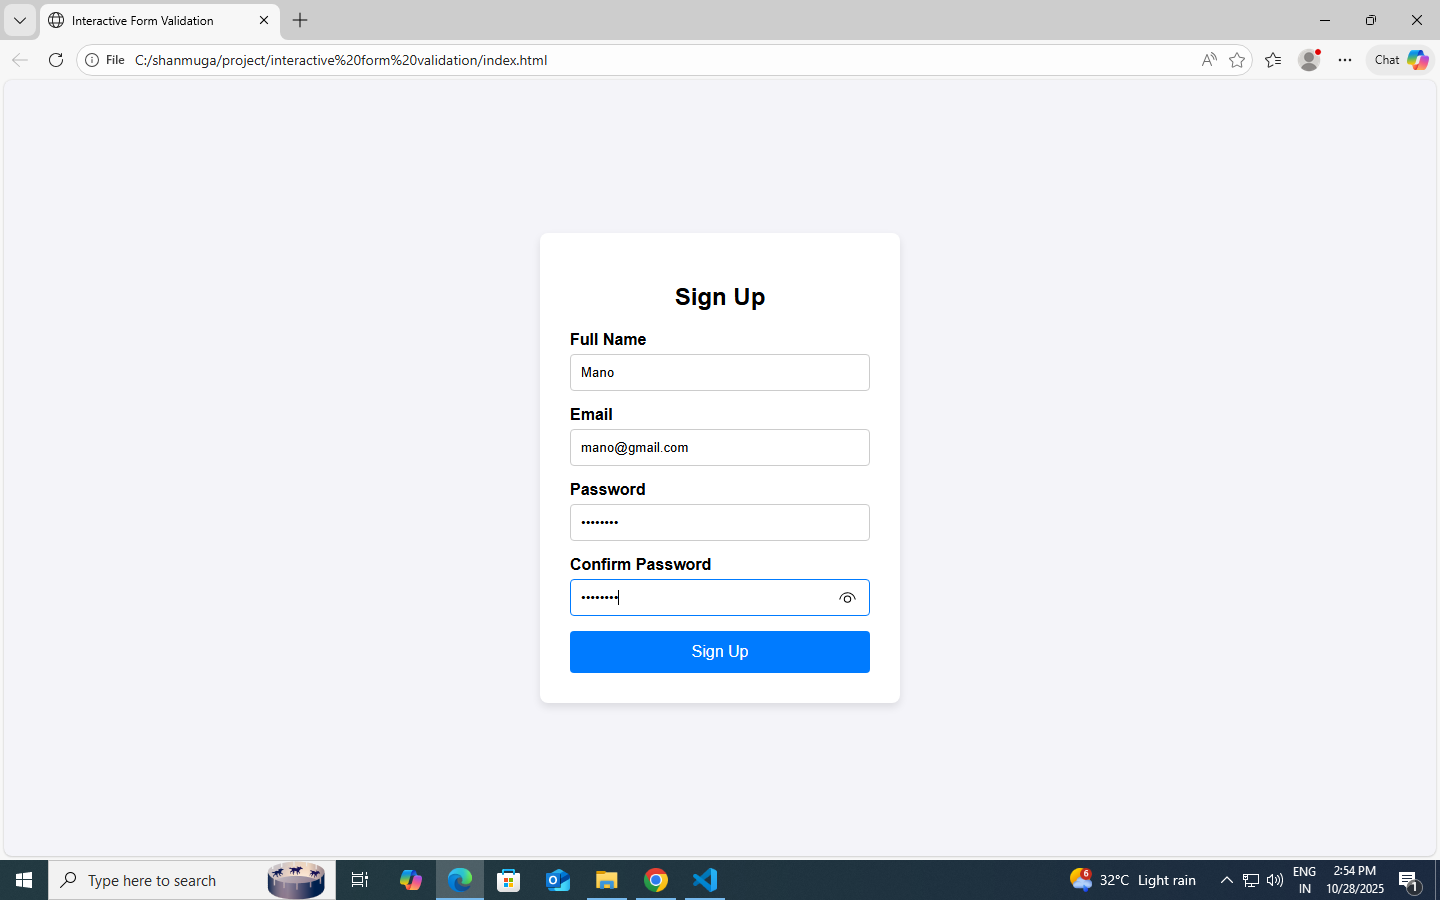 Interactive Form Validation
File C:/shanmuga/project/interactive%20form%20validation/index.html
Chat
Sign Up
Full Name
Mano
Email
mano@gmail.com
Password
••••••••
Confirm Password
••••••••
Sign Up
Type here to search
6
32°C Light rain
ENG
IN
2:54 PM
10/28/2025
1